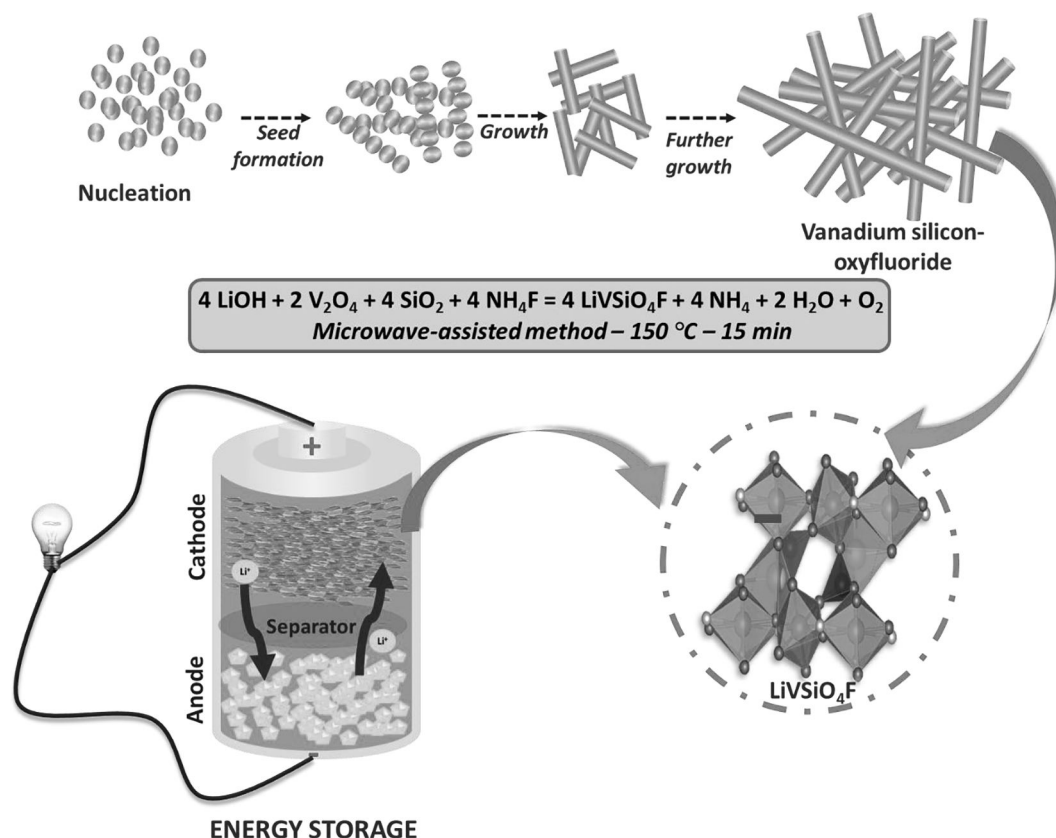 Nucleation
Seed
formation
Growth
Further
growth
Vanadium silicon-
oxyfluoride
4 LiOH + 2 V₂O₄ + 4 SiO₂ + 4 NH₄F = 4 LiVSiO₄F + 4 NH₄ + 2 H₂O + O₂
Microwave-assisted method – 150 °C – 15 min
+
Cathode
Li⁺
Separator
Li⁺
Anode
-
LiVSiO₄F
ENERGY STORAGE